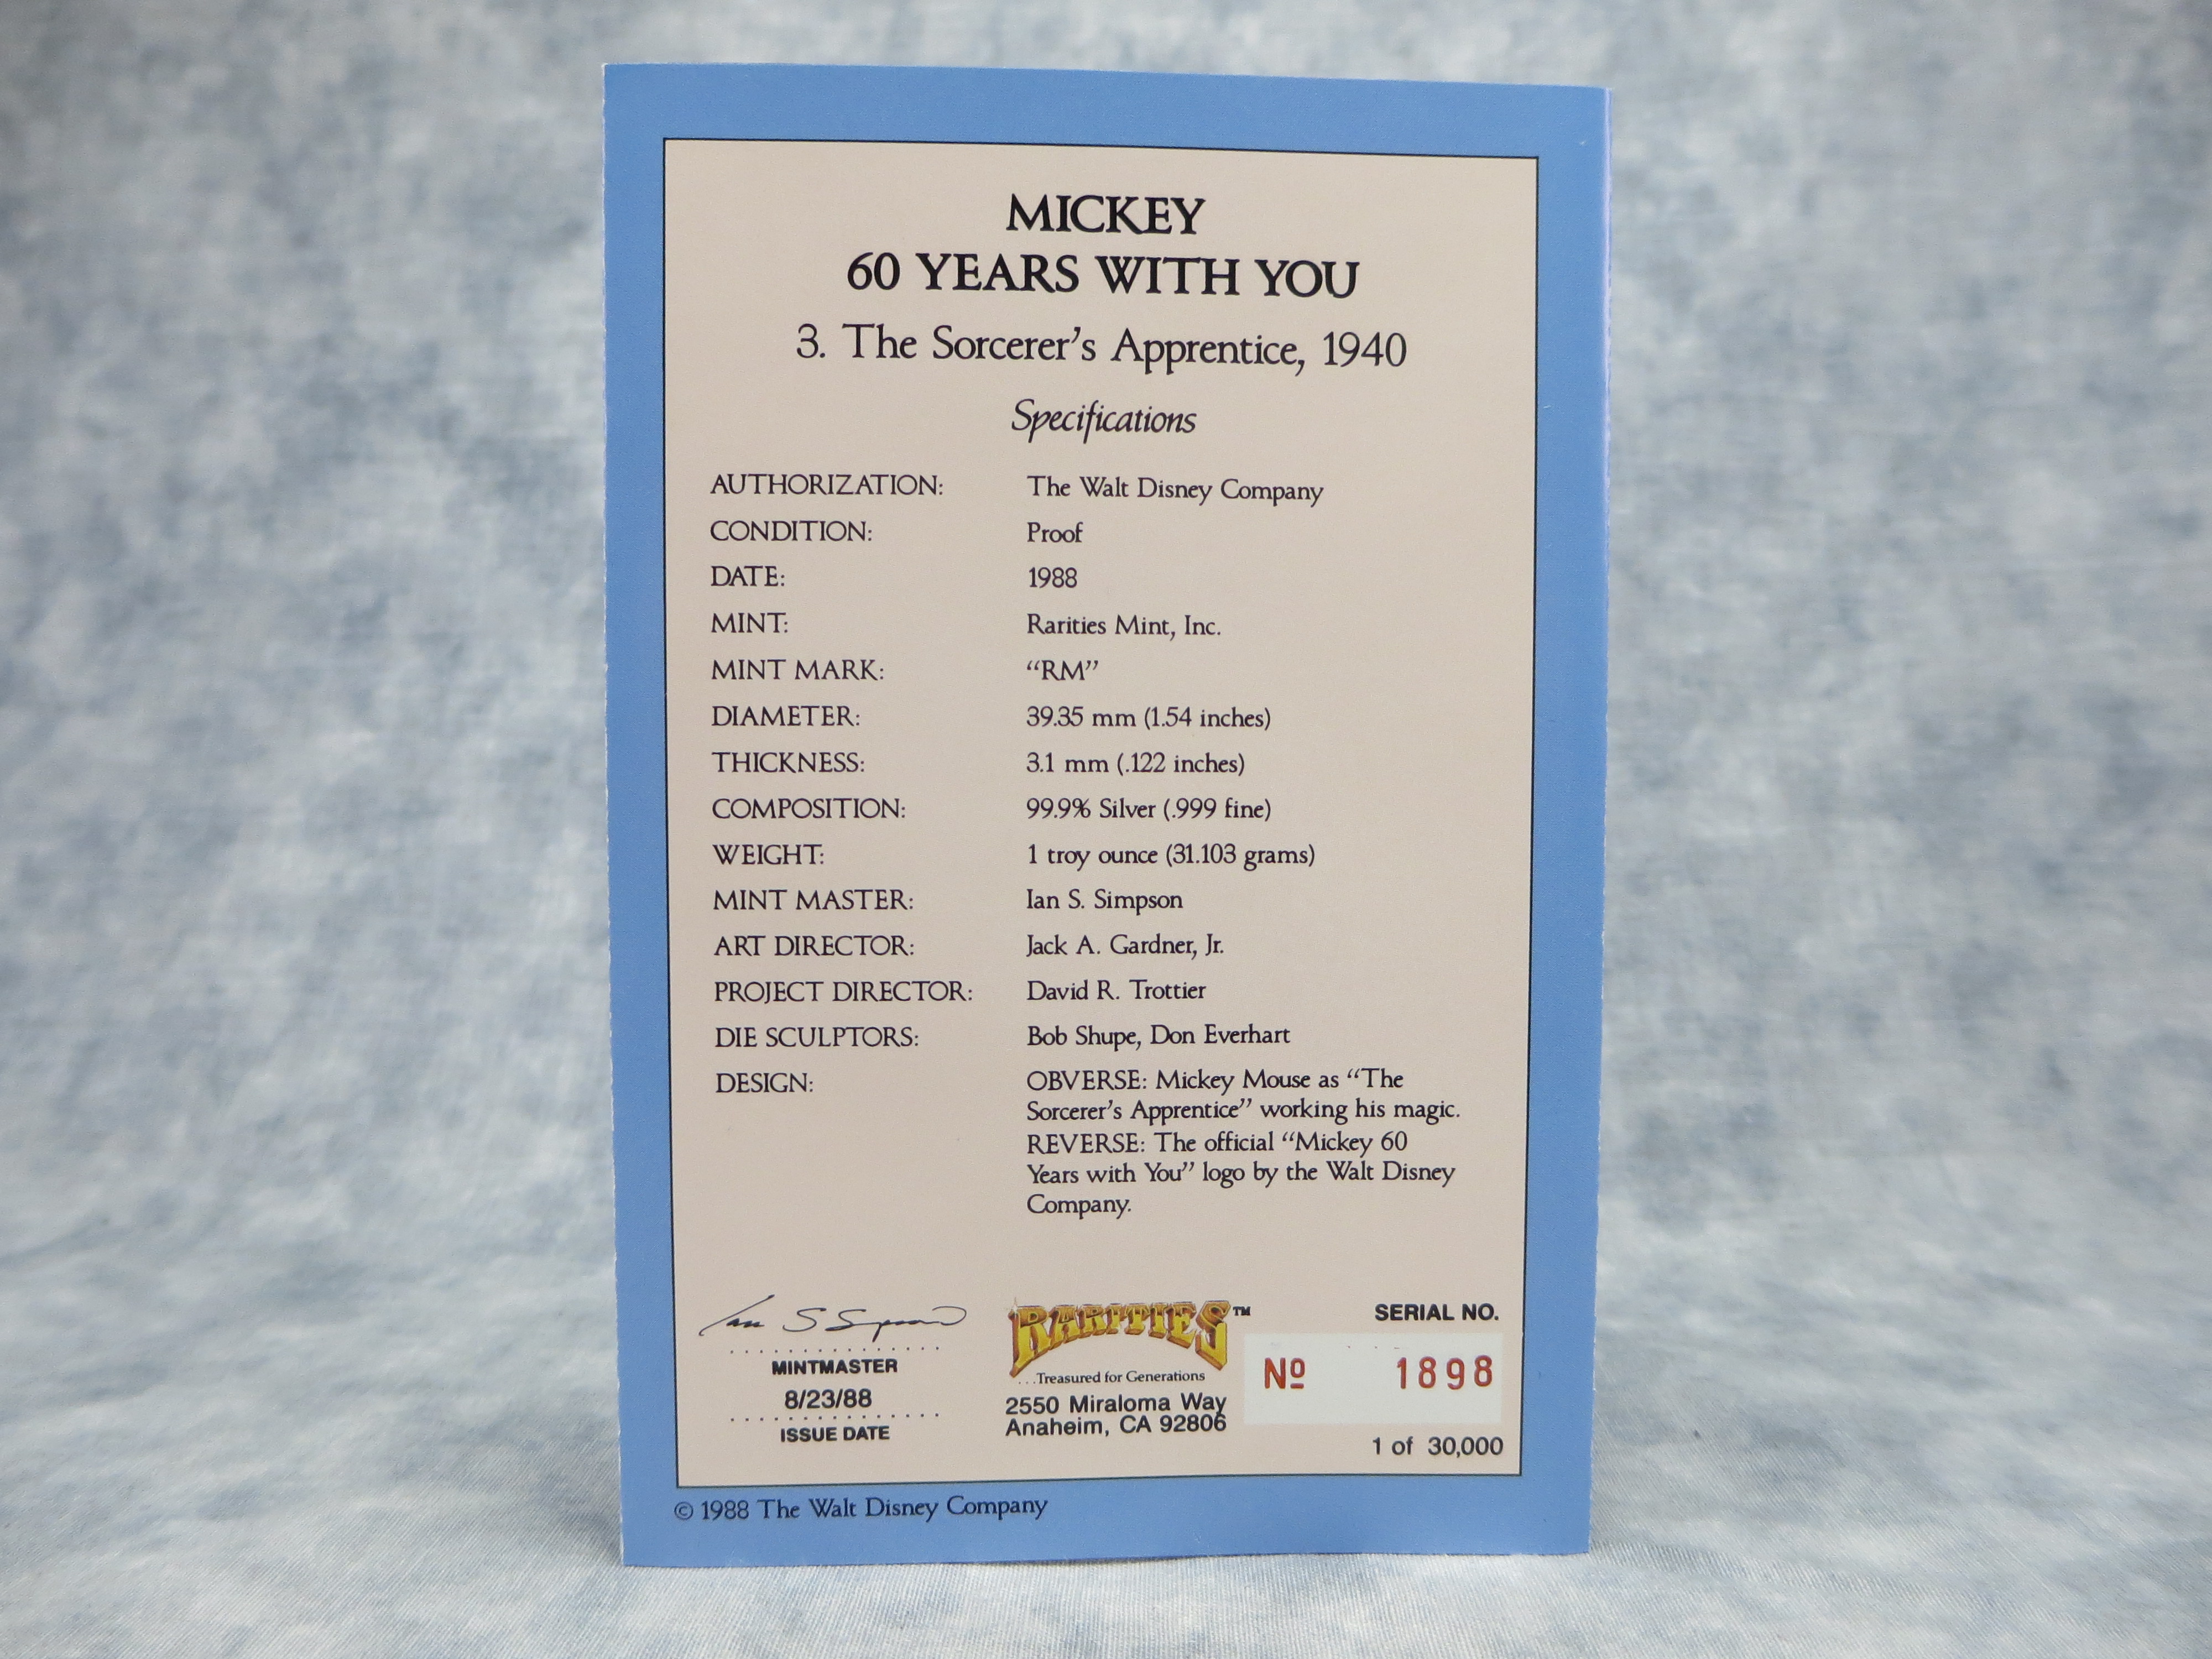 MICKEY
60 YEARS WITH YOU
3. The Sorcerer's Apprentice, 1940
Specifications
AUTHORIZATION: The Walt Disney Company
CONDITION: Proof
DATE: 1988
MINT: Rarities Mint, Inc.
MINT MARK: “RM”
DIAMETER: 39.35 mm (1.54 inches)
THICKNESS: 3.1 mm (.122 inches)
COMPOSITION: 99.9% Silver (.999 fine)
WEIGHT: 1 troy ounce (31.103 grams)
MINT MASTER: Ian S. Simpson
ART DIRECTOR: Jack A. Gardner, Jr.
PROJECT DIRECTOR: David R. Trottier
DIE SCULPTORS: Bob Shupe, Don Everhart
DESIGN: OBVERSE: Mickey Mouse as “The
Sorcerer's Apprentice” working his magic.
REVERSE: The official “Mickey 60
Years with You” logo by the Walt Disney
Company.
Ian S Simpson
MINTMASTER
8/23/88
ISSUE DATE
RARITIES™
...Treasured for Generations
2550 Miraloma Way
Anaheim, CA 92806
SERIAL NO.
Nº 1898
1 of 30,000
© 1988 The Walt Disney Company